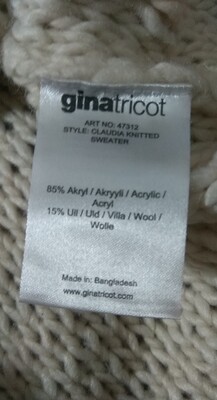 ginatricot
ART NO: 47312
STYLE: CLAUDIA KNITTED
SWEATER
85% Akryl / Akryyli / Acrylic /
Acryl
15% Ull / Uld / Villa / Wool /
Wolle
Made in: Bangladesh
www.ginatricot.com